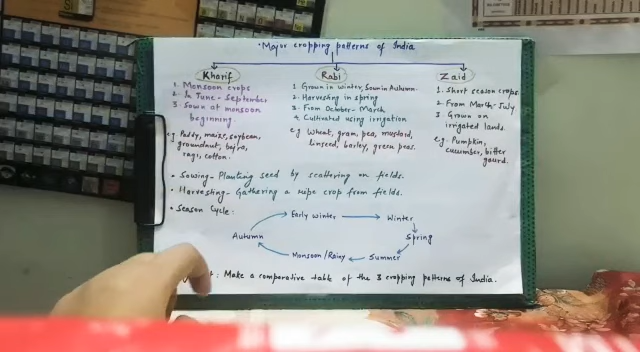 • Major cropping patterns of India
Kharif
1. Monsoon crops
2. In June - September
3. Sown at monsoon
beginning.
e.g. Paddy, maize, soybean,
groundnut, bajra,
ragi, cotton.
Rabi
1. Grown in winter, Sown in Autumn.
2. Harvesting in spring
3. From October - March
4. Cultivated using irrigation
e.g. Wheat, gram, pea, mustard,
linseed, barley, green peas.
Zaid
1. Short season crops.
2. From March - July
3. Grown on
irrigated lands.
e.g. Pumpkin,
cucumber, bitter
gourd.
• Sowing - Planting seed by scattering on fields.
• Harvesting - Gathering a ripe crop from fields.
• Season Cycle:
Early winter
Winter
Autumn
Spring
Monsoon / Rainy
Summer
: Make a comparative table of the 3 cropping patterns of India.